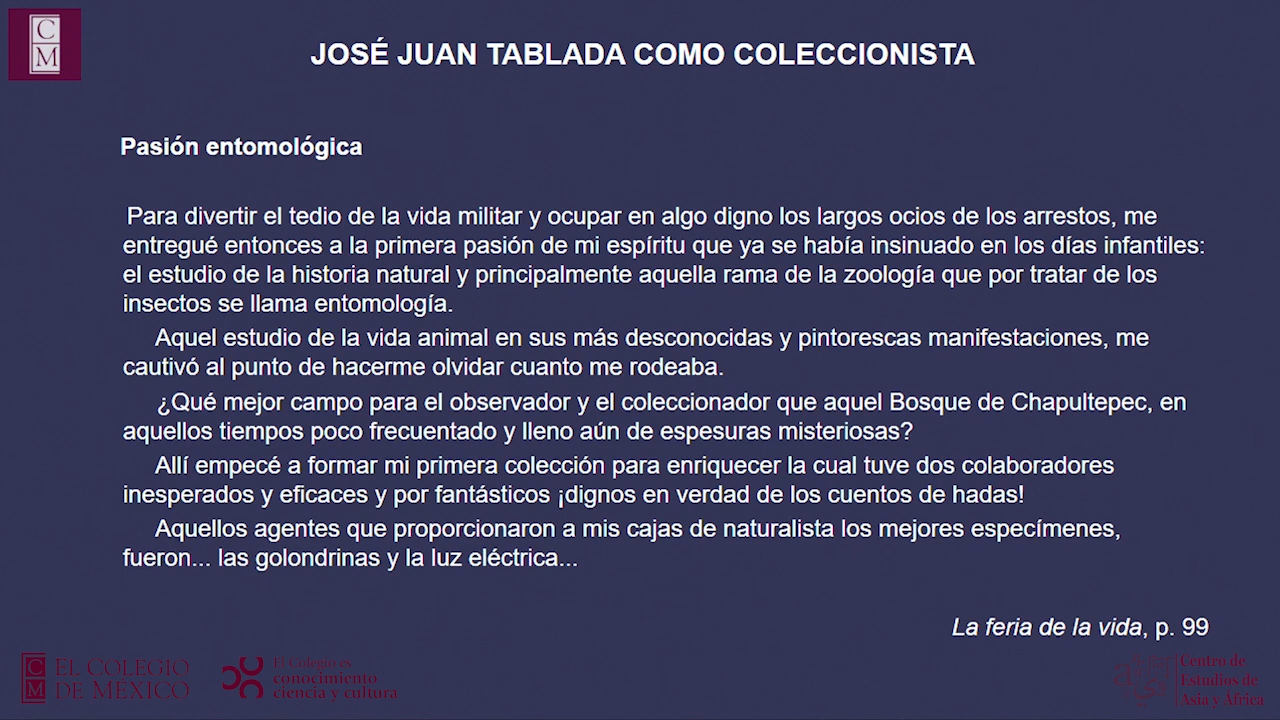 C
M
JOSÉ JUAN TABLADA COMO COLECCIONISTA
Pasión entomológica
Para divertir el tedio de la vida militar y ocupar en algo digno los largos ocios de los arrestos, me
entregué entonces a la primera pasión de mi espíritu que ya se había insinuado en los días infantiles:
el estudio de la historia natural y principalmente aquella rama de la zoología que por tratar de los
insectos se llama entomología.
Aquel estudio de la vida animal en sus más desconocidas y pintorescas manifestaciones, me
cautivó al punto de hacerme olvidar cuanto me rodeaba.
¿Qué mejor campo para el observador y el coleccionador que aquel Bosque de Chapultepec, en
aquellos tiempos poco frecuentado y lleno aún de espesuras misteriosas?
Allí empecé a formar mi primera colección para enriquecer la cual tuve dos colaboradores
inesperados y eficaces y por fantásticos ¡dignos en verdad de los cuentos de hadas!
Aquellos agentes que proporcionaron a mis cajas de naturalista los mejores especímenes,
fueron... las golondrinas y la luz eléctrica...
La feria de la vida, p. 99
C
M
EL COLEGIO
DE MÉXICO
El Colegio es
conocimiento
ciencia y cultura
Centro de
Estudios de
Asia y África